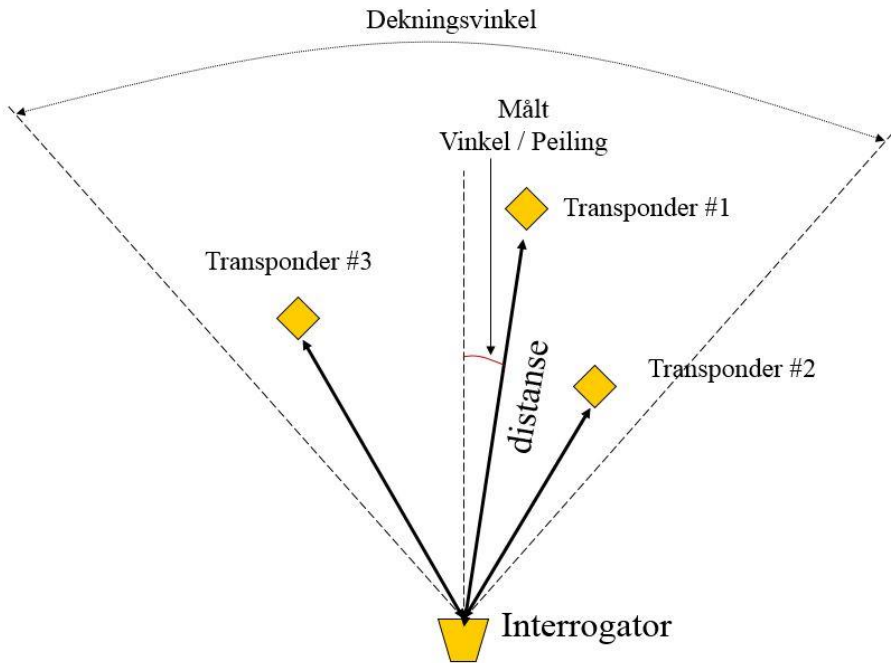 Dekningsvinkel
Målt
Vinkel / Peiling
Transponder #1
Transponder #3
distanse
Transponder #2
Interrogator